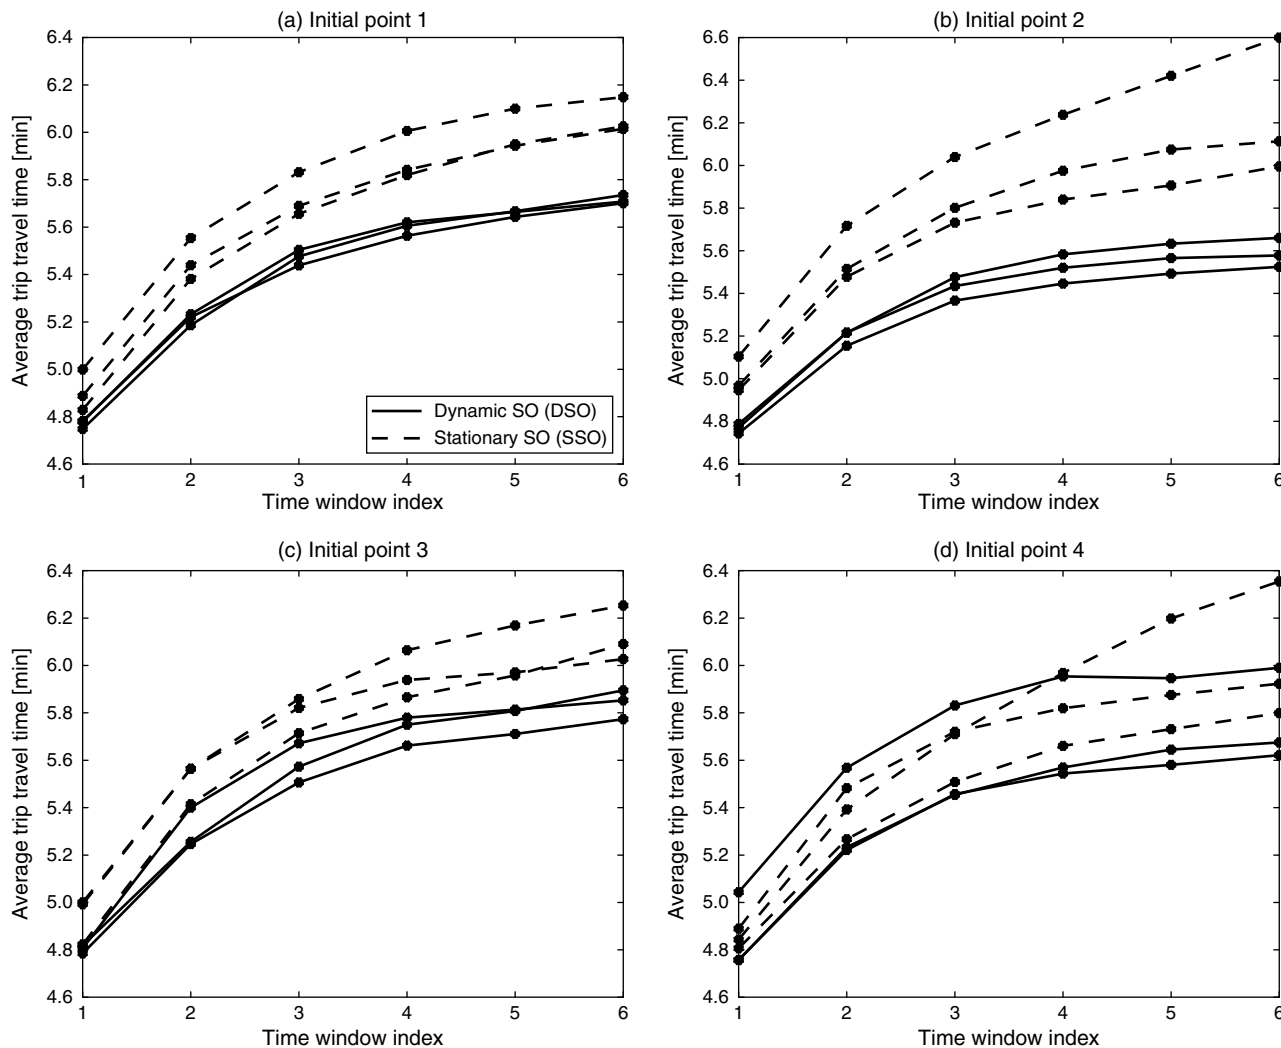 (a) Initial point 1
6.4
6.2
6.0
5.8
5.6
5.4
5.2
5.0
4.8
4.6
Average trip travel time [min]
Dynamic SO (DSO)
Stationary SO (SSO)
1 2 3 4 5 6
Time window index
(b) Initial point 2
6.6
6.4
6.2
6.0
5.8
5.6
5.4
5.2
5.0
4.8
4.6
Average trip travel time [min]
1 2 3 4 5 6
Time window index
(c) Initial point 3
6.4
6.2
6.0
5.8
5.6
5.4
5.2
5.0
4.8
4.6
Average trip travel time [min]
1 2 3 4 5 6
Time window index
(d) Initial point 4
6.4
6.2
6.0
5.8
5.6
5.4
5.2
5.0
4.8
4.6
Average trip travel time [min]
1 2 3 4 5 6
Time window index